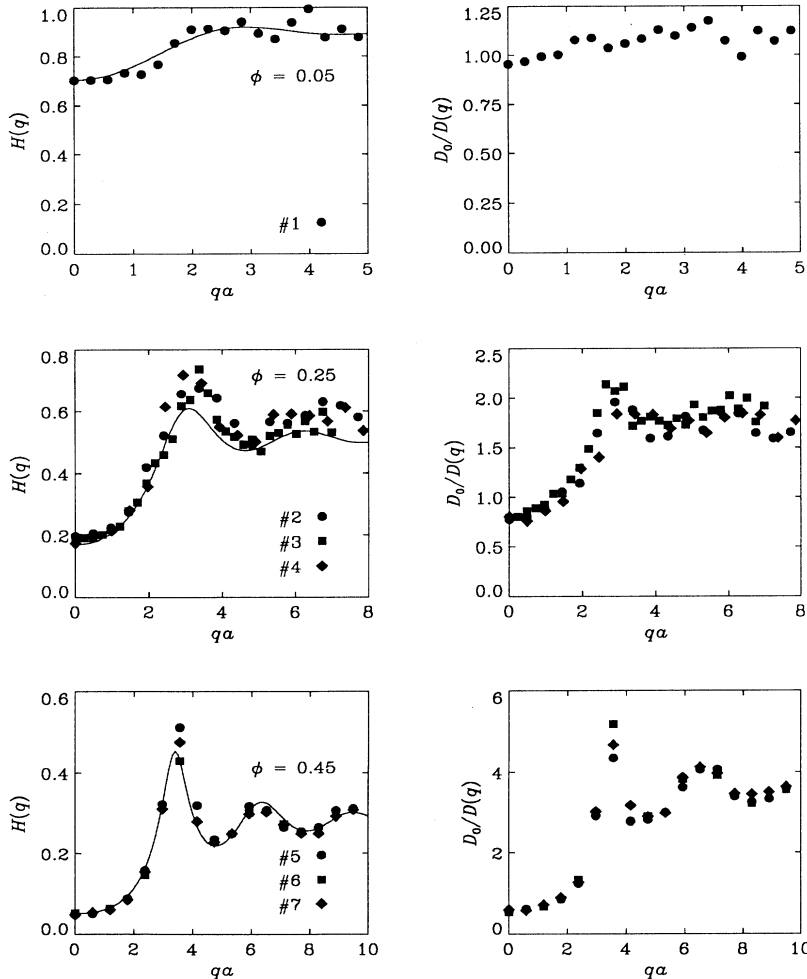 1.0
0.8
0.6
0.4
0.2
0.0
H(q)
ϕ = 0.05
#1
0 1 2 3 4 5
qa
1.25
1.00
0.75
0.50
0.25
0.00
D₀/D(q)
0 1 2 3 4 5
qa
0.8
0.6
0.4
0.2
0.0
H(q)
ϕ = 0.25
#2
#3
#4
0 2 4 6 8
qa
2.5
2.0
1.5
1.0
0.5
0.0
D₀/D(q)
0 2 4 6 8
qa
0.6
0.4
0.2
0.0
H(q)
ϕ = 0.45
#5
#6
#7
0 2 4 6 8 10
qa
6
4
2
0
D₀/D(q)
0 2 4 6 8 10
qa